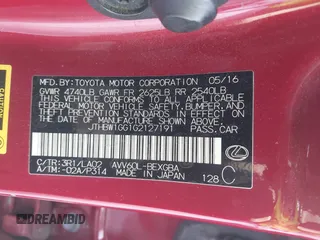 MFD.BY:TOYOTA MOTOR CORPORATION 05/16
GVWR 4740LB GAWR FR 2625LB RR 2540LB
THIS VEHICLE CONFORMS TO ALL APPLICABLE
FEDERAL MOTOR VEHICLE SAFETY, BUMPER, AND
THEFT PREVENTION STANDARDS IN EFFECT ON
THE DATE OF MANUFACTURE SHOWN ABOVE.
JTHBW1GG1G2127191 PASS. CAR
C/TR:3R1/LA02 AVV60L-BEXGBA
A/TM:-02A/P314 MADE IN JAPAN 128 C
autobidmaster